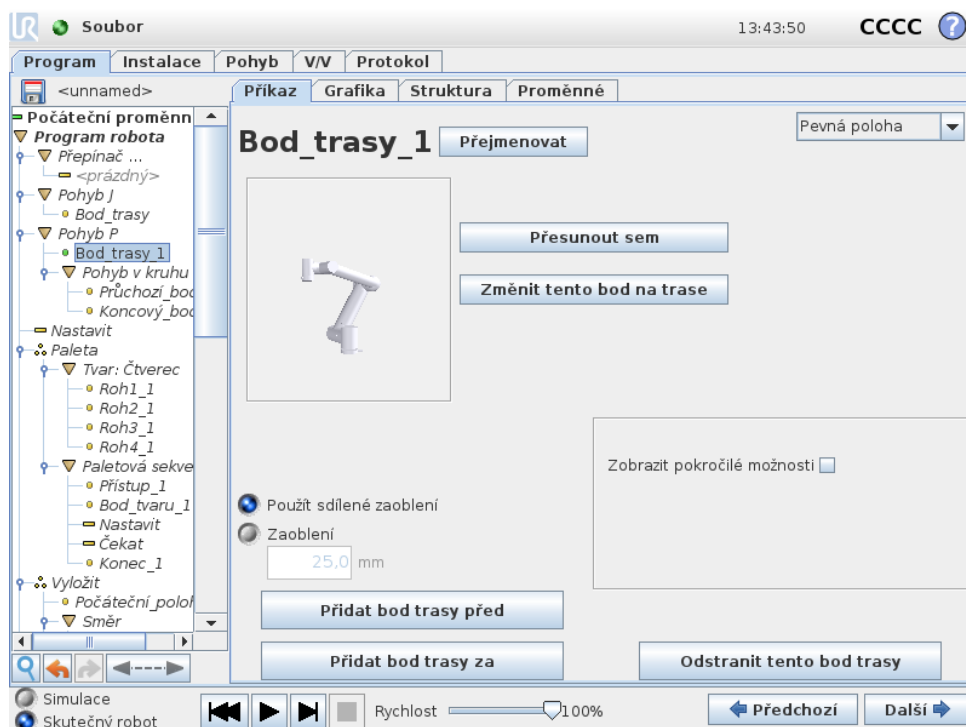 UR Soubor 13:43:50 CCCC ?
Program Instalace Pohyb V/V Protokol
<unnamed> Příkaz Grafika Struktura Proměnné
Počáteční proměnn
Program robota
Přepínač ...
<prázdný>
Pohyb J
Bod_trasy
Pohyb P
Bod_trasy_1
Pohyb v kruhu
Průchozí_bod
Koncový_bod
Nastavit
Paleta
Tvar: Čtverec
Roh1_1
Roh2_1
Roh3_1
Roh4_1
Paletová sekve
Přístup_1
Bod_tvaru_1
Nastavit
Čekat
Konec_1
Vyložit
Počáteční_poloh
Směr
Bod_trasy_1 Přejmenovat Pevná poloha
Přesunout sem
Změnit tento bod na trase
Zobrazit pokročilé možnosti
Použít sdílené zaoblení
Zaoblení
25,0 mm
Přidat bod trasy před
Přidat bod trasy za Odstranit tento bod trasy
Simulace
Skutečný robot
Rychlost 100% Předchozí Další